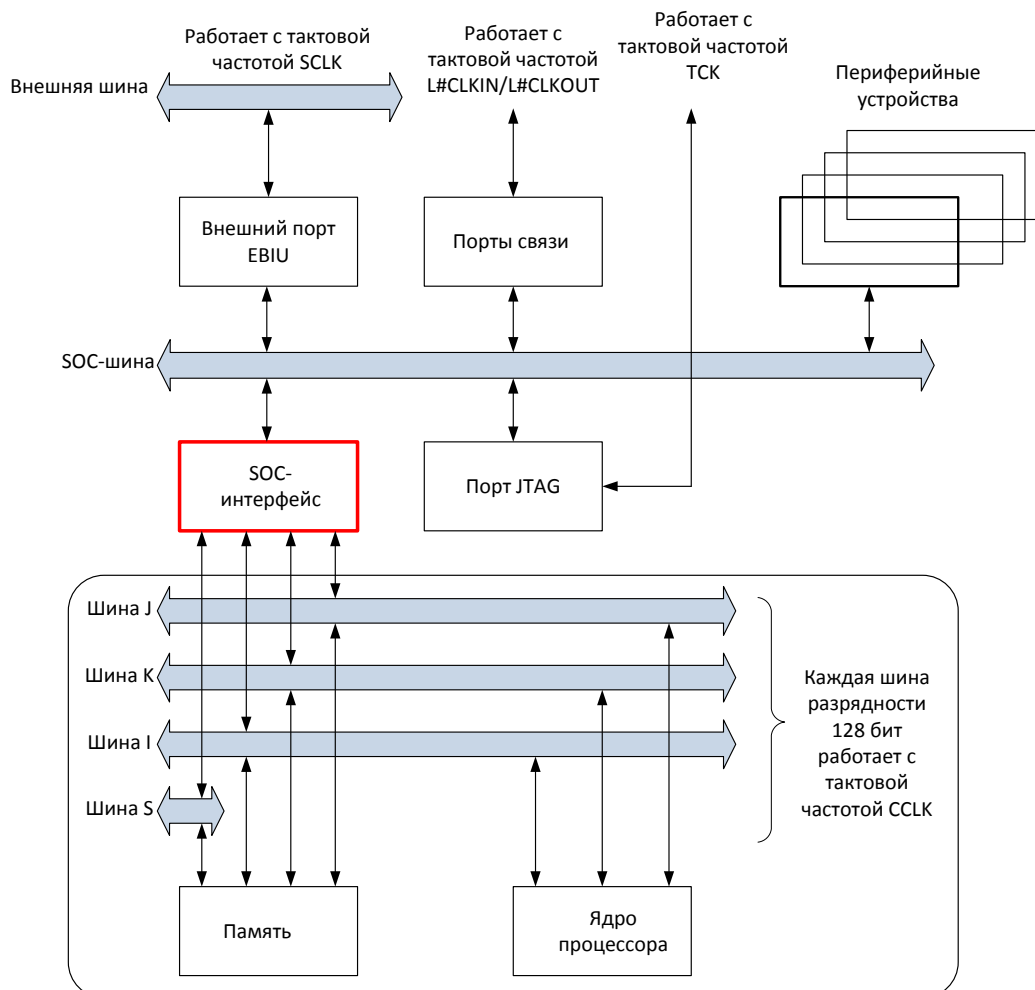 Работает с тактовой
частотой SCLK
Работает с
тактовой частотой
L#CLKIN/L#CLKOUT
Работает с
тактовой частотой
TCK
Периферийные
устройства
Внешняя шина
Внешний порт
EBIU
Порты связи
SOC-шина
SOC-
интерфейс
Порт JTAG
Шина J
Шина K
Шина I
Шина S
Каждая шина
разрядности
128 бит
работает с
тактовой
частотой CCLK
Память
Ядро
процессора